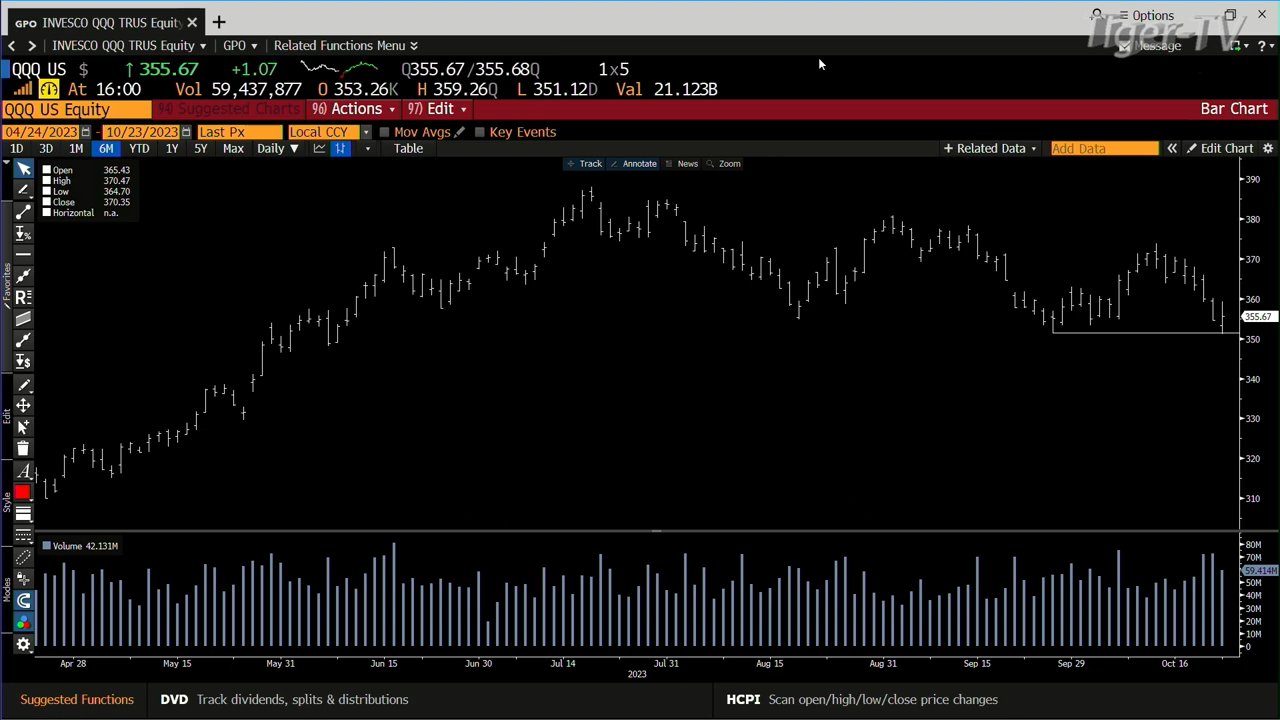 GPO INVESCO QQQ TRUS Equity
Options
Tiger-TV
INVESCO QQQ TRUS Equity GPO Related Functions Menu
Message ?
QQQ US $ ↑ 355.67 +1.07 Q355.67/355.68Q 1x5
At 16:00 Vol 59,437,877 O 353.26K H 359.26Q L 351.12D Val 21.123B
QQQ US Equity 94) Suggested Charts 96) Actions 97) Edit Bar Chart
04/24/2023 - 10/23/2023 Last Px Local CCY Mov Avgs Key Events
1D 3D 1M 6M YTD 1Y 5Y Max Daily ▼ Table + Related Data Add Data « Edit Chart
Track Annotate News Zoom
Open 365.43
High 370.47
Low 364.70
Close 370.35
Horizontal n.a.
390
380
370
360
355.67
350
340
330
320
310
Favorites
Edit
Style
Modes
Volume 42.131M
80M
70M
59.414M
50M
40M
30M
20M
10M
0
Apr 28 May 15 May 31 Jun 15 Jun 30 Jul 14 Jul 31 Aug 15 Aug 31 Sep 15 Sep 29 Oct 16
2023
Suggested Functions DVD Track dividends, splits & distributions HCPI Scan open/high/low/close price changes